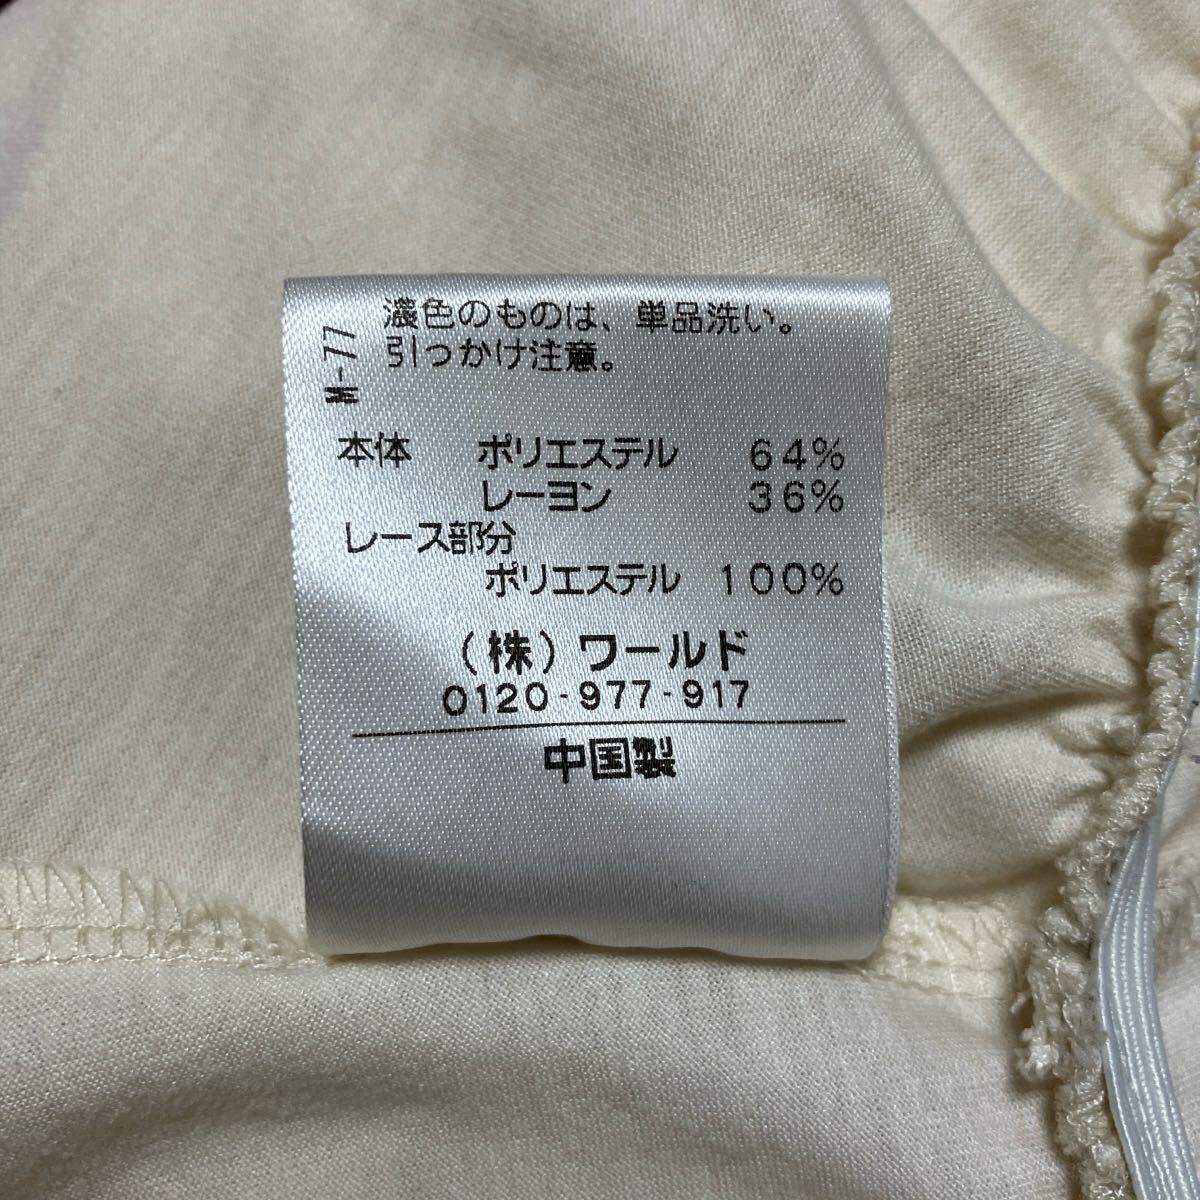 濃色のものは、単品洗い。
引っかけ注意。
M-77
本体 ポリエステル 64%
レーヨン 36%
レース部分
ポリエステル 100%
(株)ワールド
0120-977-917
中国製